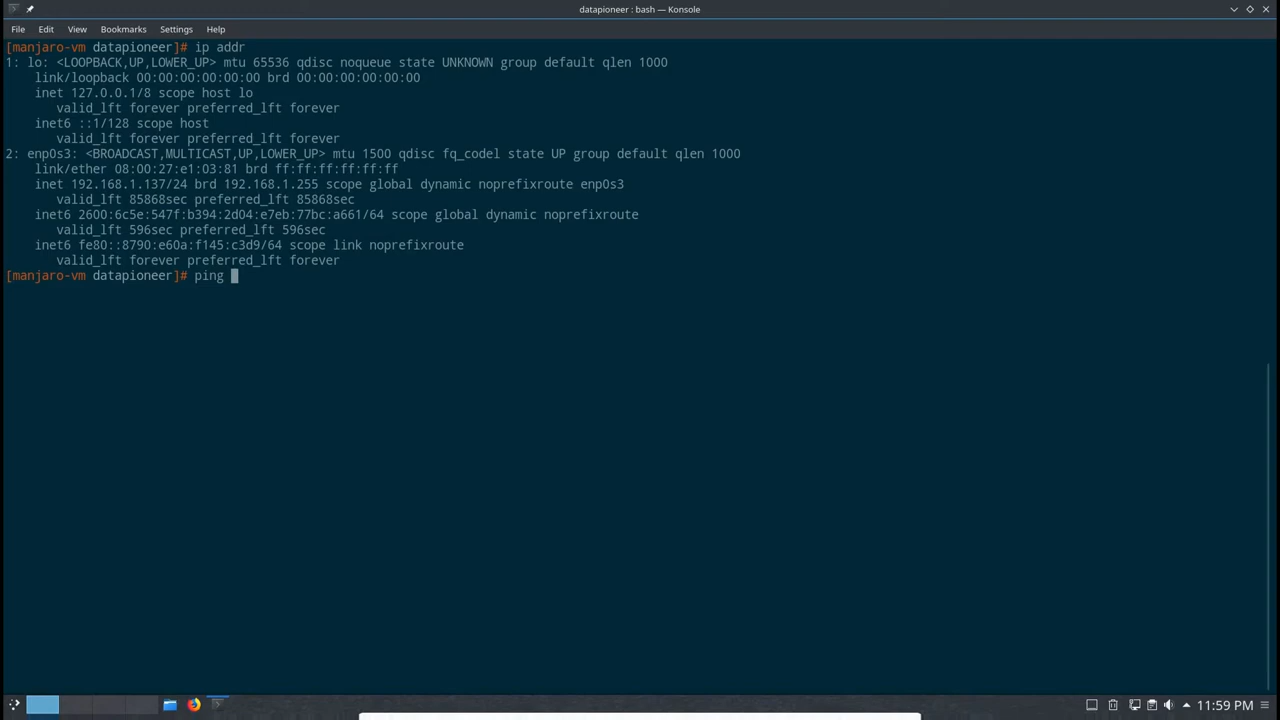 datapioneer : bash — Konsole
File Edit View Bookmarks Settings Help
[manjaro-vm datapioneer]# ip addr
1: lo: <LOOPBACK,UP,LOWER_UP> mtu 65536 qdisc noqueue state UNKNOWN group default qlen 1000
    link/loopback 00:00:00:00:00:00 brd 00:00:00:00:00:00
    inet 127.0.0.1/8 scope host lo
       valid_lft forever preferred_lft forever
    inet6 ::1/128 scope host
       valid_lft forever preferred_lft forever
2: enp0s3: <BROADCAST,MULTICAST,UP,LOWER_UP> mtu 1500 qdisc fq_codel state UP group default qlen 1000
    link/ether 08:00:27:e1:03:81 brd ff:ff:ff:ff:ff:ff
    inet 192.168.1.137/24 brd 192.168.1.255 scope global dynamic noprefixroute enp0s3
       valid_lft 85868sec preferred_lft 85868sec
    inet6 2600:6c5e:547f:b394:2d04:e7eb:77bc:a661/64 scope global dynamic noprefixroute
       valid_lft 596sec preferred_lft 596sec
    inet6 fe80::8790:e60a:f145:c3d9/64 scope link noprefixroute
       valid_lft forever preferred_lft forever
[manjaro-vm datapioneer]# ping
11:59 PM